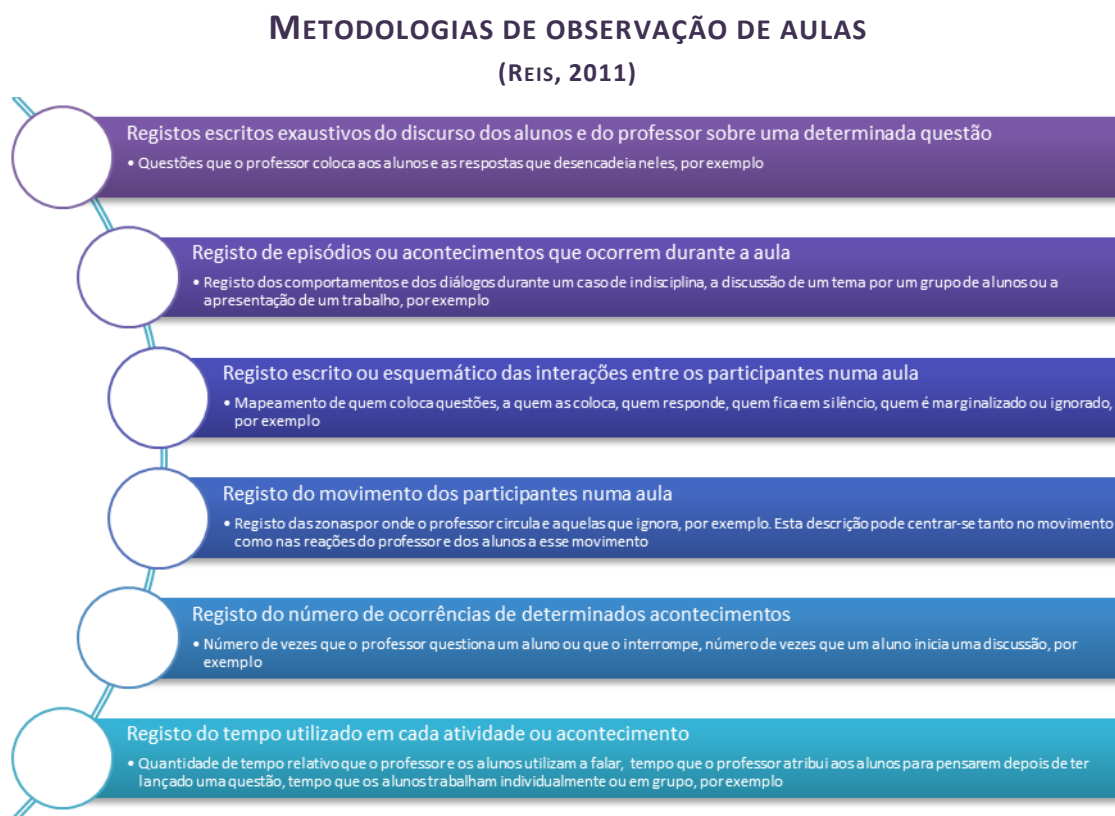 METODOLOGIAS DE OBSERVAÇÃO DE AULAS
(REIS, 2011)
Registos escritos exaustivos do discurso dos alunos e do professor sobre uma determinada questão
• Questões que o professor coloca aos alunos e as respostas que desencadeia neles, por exemplo
Registo de episódios ou acontecimentos que ocorrem durante a aula
• Registo dos comportamentos e dos diálogos durante um caso de indisciplina, a discussão de um tema por um grupo de alunos ou a
apresentação de um trabalho, por exemplo
Registo escrito ou esquemático das interações entre os participantes numa aula
• Mapeamento de quem coloca questões, a quem as coloca, quem responde, quem fica em silêncio, quem é marginalizado ou ignorado,
por exemplo
Registo do movimento dos participantes numa aula
• Registo das zonas por onde o professor circula e aquelas que ignora, por exemplo. Esta descrição pode centrar-se tanto no movimento
como nas reações do professor e dos alunos a esse movimento
Registo do número de ocorrências de determinados acontecimentos
• Número de vezes que o professor questiona um aluno ou que o interrompe, número de vezes que um aluno inicia uma discussão, por
exemplo
Registo do tempo utilizado em cada atividade ou acontecimento
• Quantidade de tempo relativo que o professor e os alunos utilizam a falar, tempo que o professor atribui aos alunos para pensarem depois de ter
lançado uma questão, tempo que os alunos trabalham individualmente ou em grupo, por exemplo